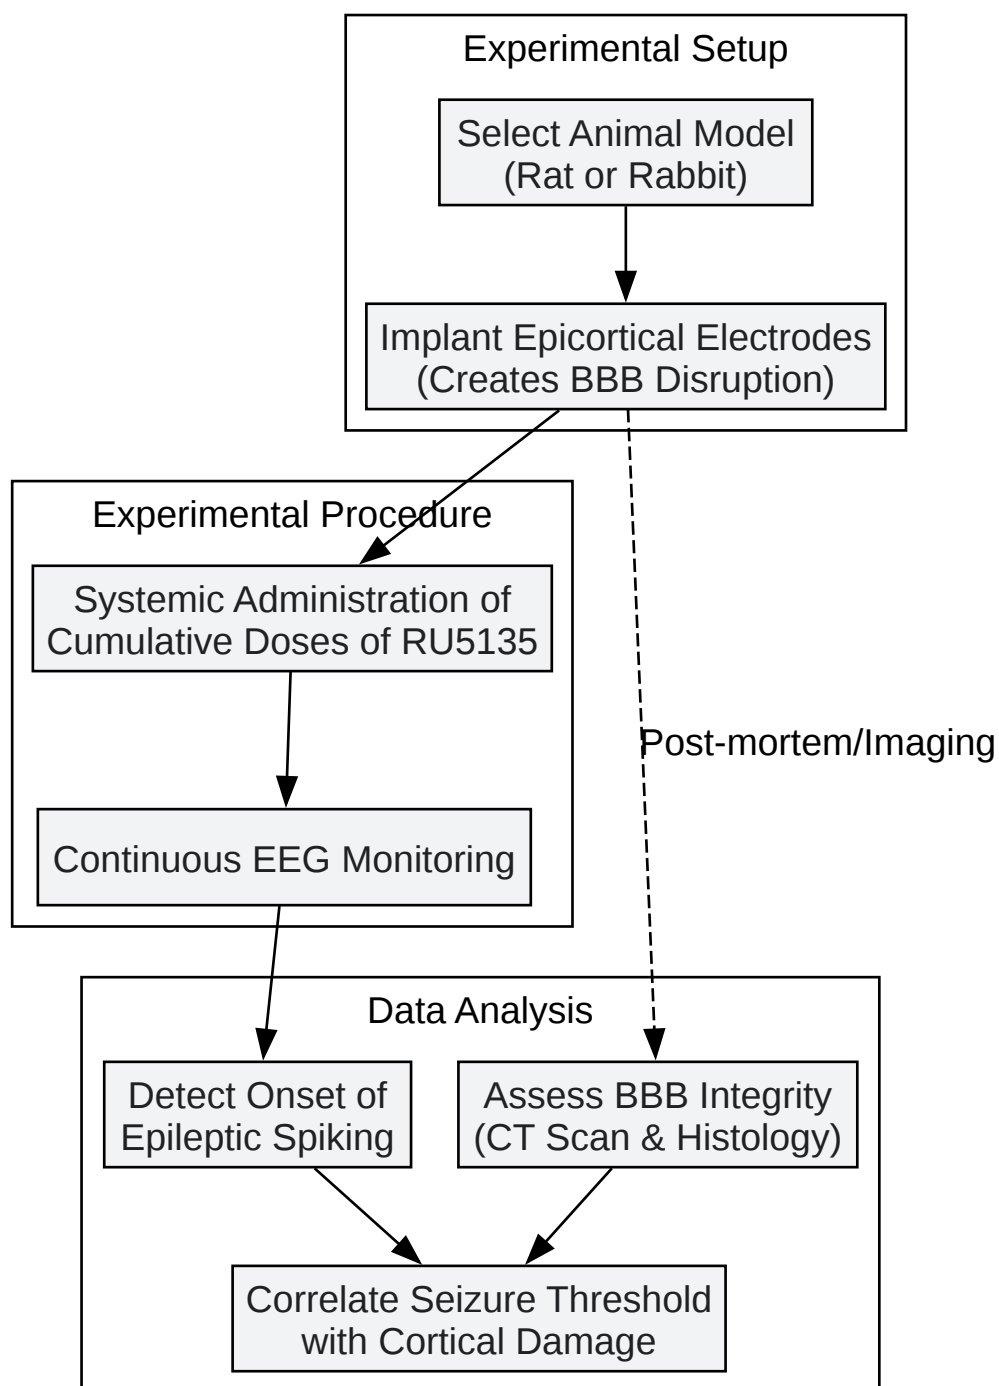 Experimental Setup
Select Animal Model
(Rat or Rabbit)
Implant Epicortical Electrodes
(Creates BBB Disruption)
Experimental Procedure
Systemic Administration of
Cumulative Doses of RU5135
Post-mortem/Imaging
Continuous EEG Monitoring
Data Analysis
Detect Onset of
Epileptic Spiking
Assess BBB Integrity
(CT Scan & Histology)
Correlate Seizure Threshold
with Cortical Damage